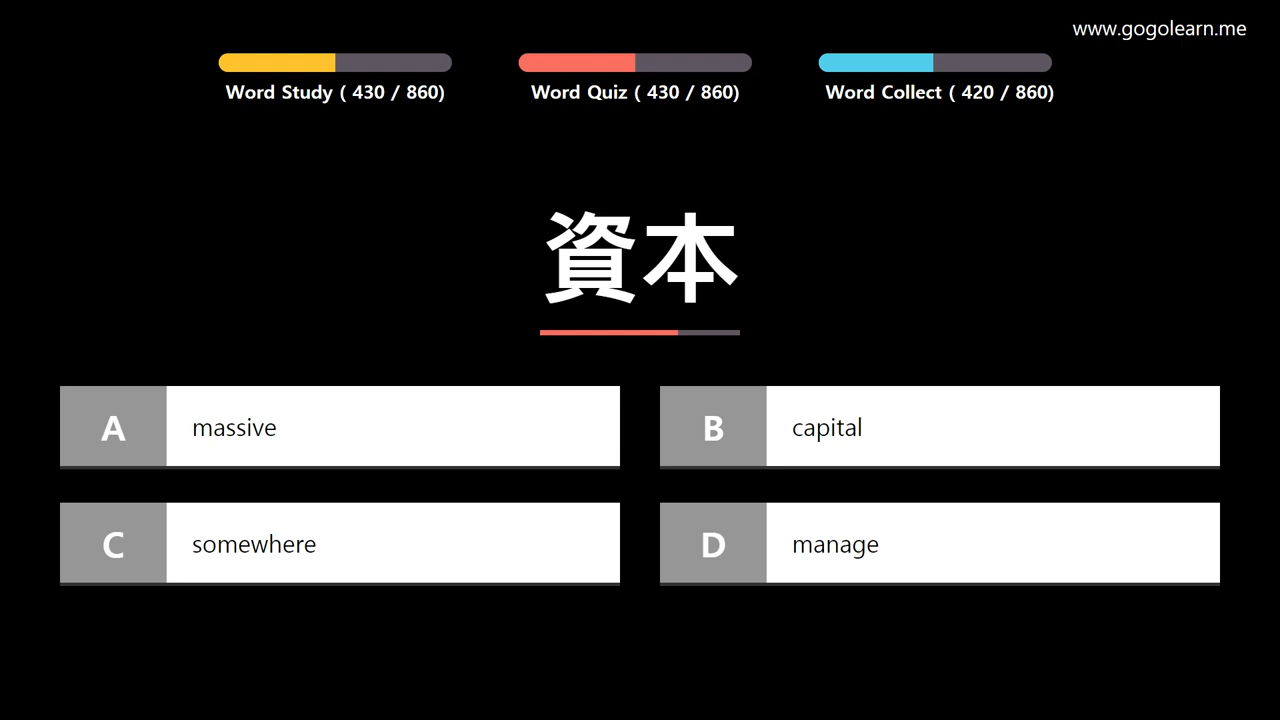 www.gogolearn.me
Word Study ( 430 / 860)
Word Quiz ( 430 / 860)
Word Collect ( 420 / 860)
資本
A massive
B capital
C somewhere
D manage